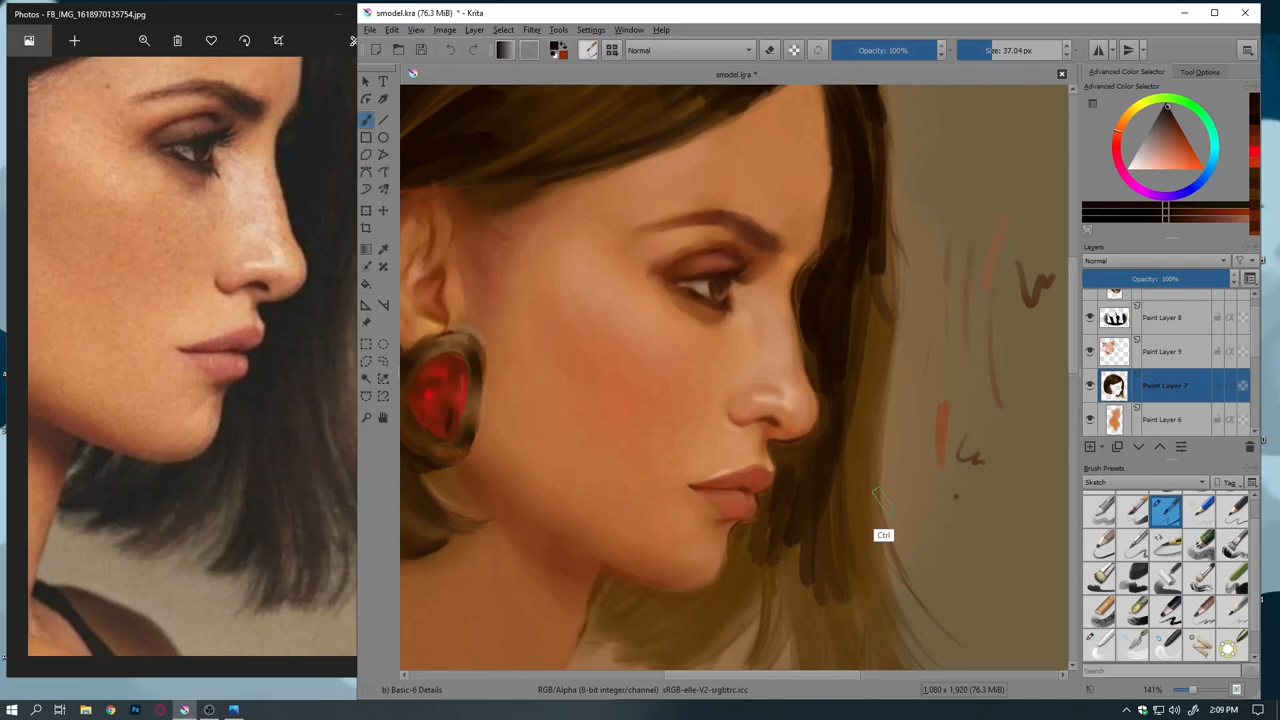 Photos - FB_IMG_1618970135754.jpg
smodel.kra (76.3 MiB) * - Krita
File Edit View Image Layer Select Filter Tools Settings Window Help
Normal
Opacity: 100%
Size: 37.04 px
smodel.kra *
Advanced Color Selector
Tool Options
Advanced Color Selector
Layers
Normal
Opacity: 100%
Paint Layer 8
Paint Layer 9
Paint Layer 7
Paint Layer 6
Ctrl
Brush Presets
Sketch
Tag
Search
b) Basic-6 Details
RGB/Alpha (8-bit integer/channel) sRGB-elle-V2-srgbtrc.icc
1,080 x 1,920 (76.3 MiB)
141%
2:09 PM